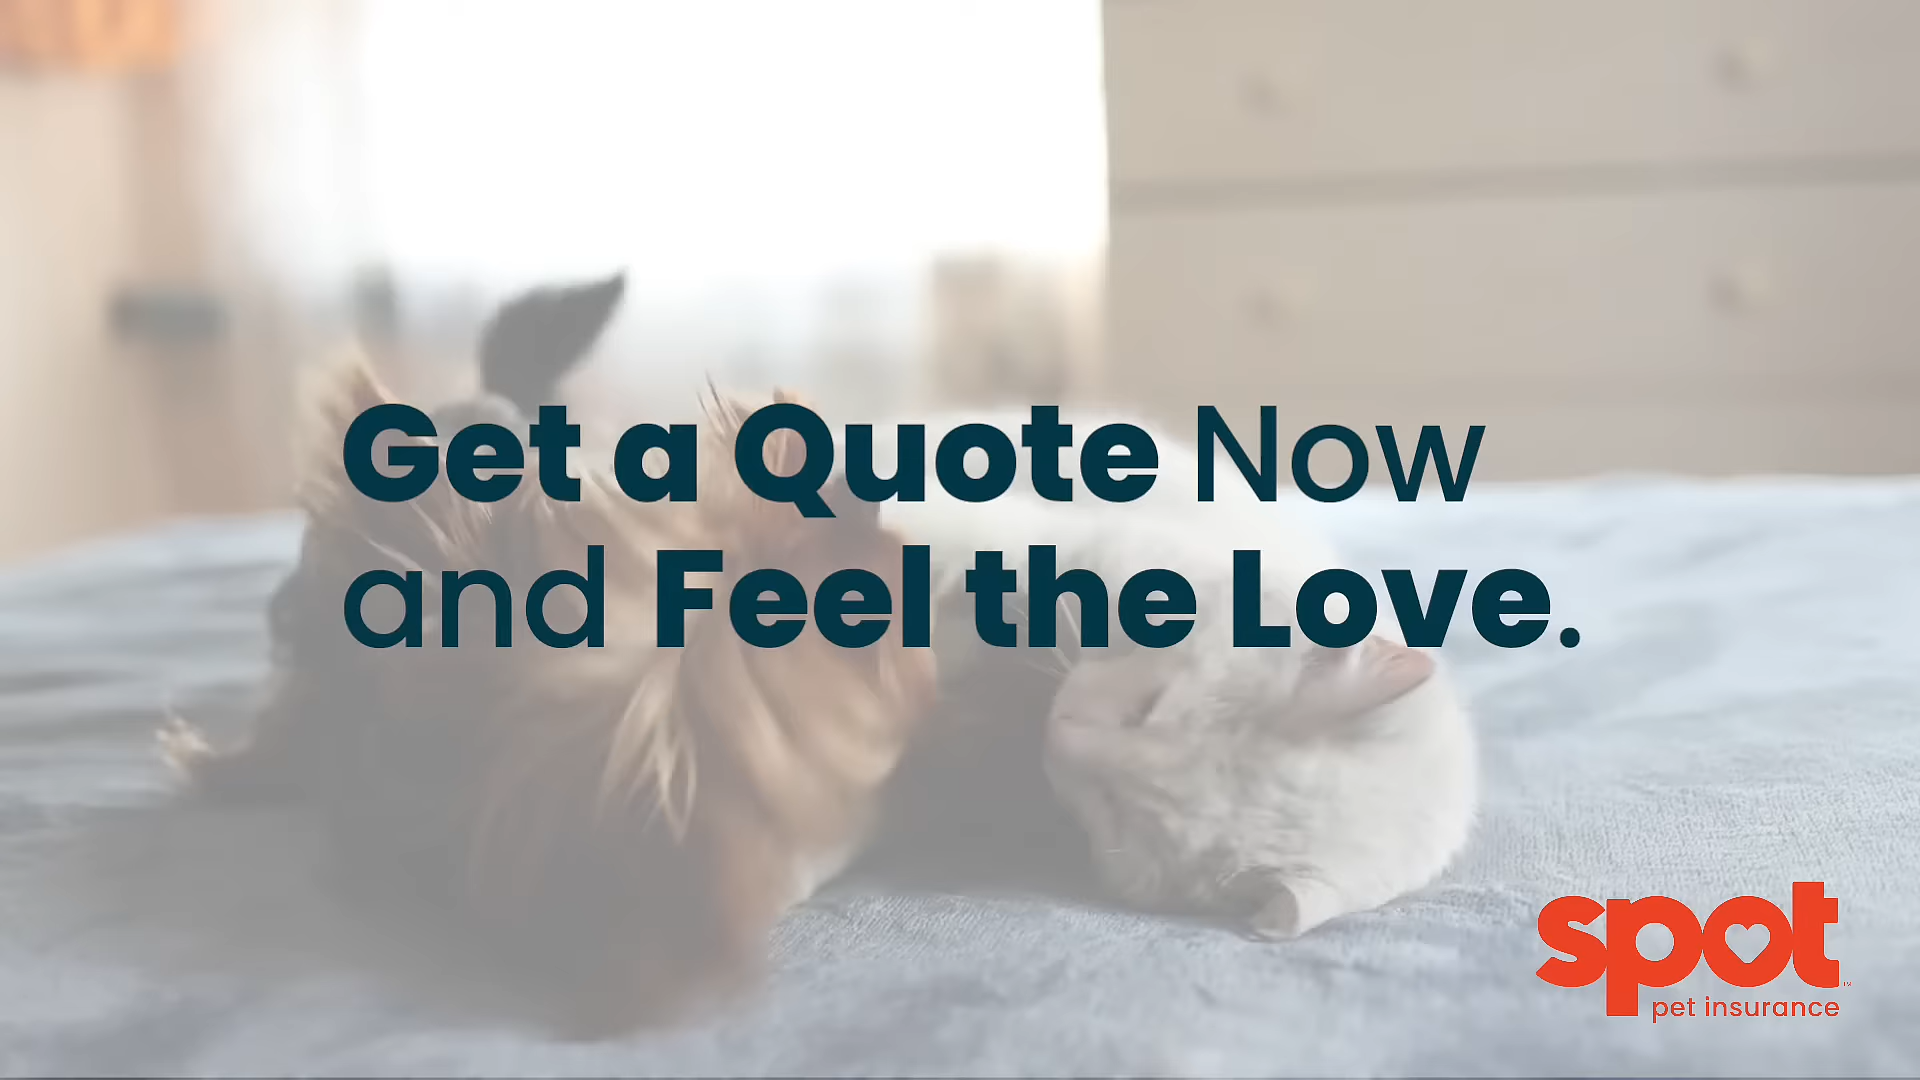 Get a Quote Now
and Feel the Love.
spot
pet insurance